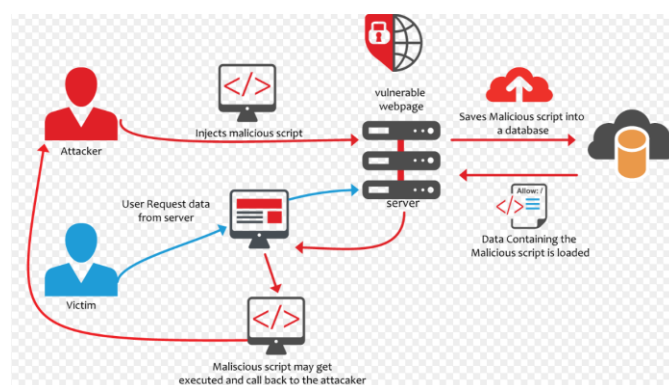 vulnerable
webpage
</>
Injects malicious script
Saves Malicious script into
a database
Attacker
server
User Request data
from server
Allow: /
</>
Data Containing the
Malicious script is loaded
Victim
</>
Maliscious script may get
executed and call back to the attacaker